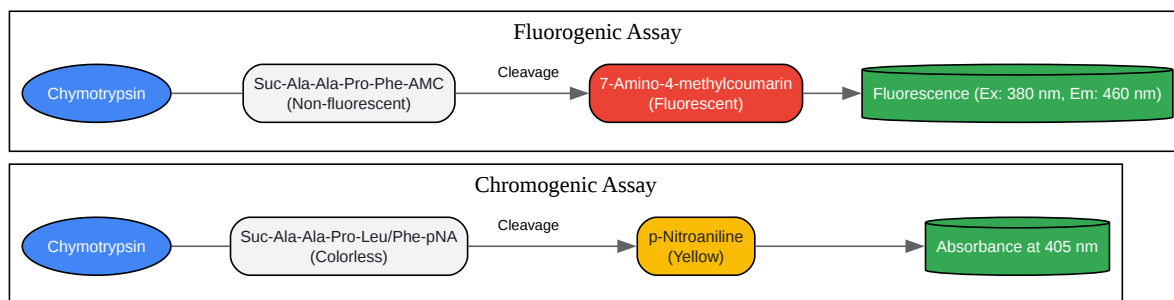 Fluorogenic Assay
Chymotrypsin
Suc-Ala-Ala-Pro-Phe-AMC
(Non-fluorescent)
Cleavage
7-Amino-4-methylcoumarin
(Fluorescent)
Fluorescence (Ex: 380 nm, Em: 460 nm)
Chromogenic Assay
Chymotrypsin
Suc-Ala-Ala-Pro-Leu/Phe-pNA
(Colorless)
Cleavage
p-Nitroaniline
(Yellow)
Absorbance at 405 nm